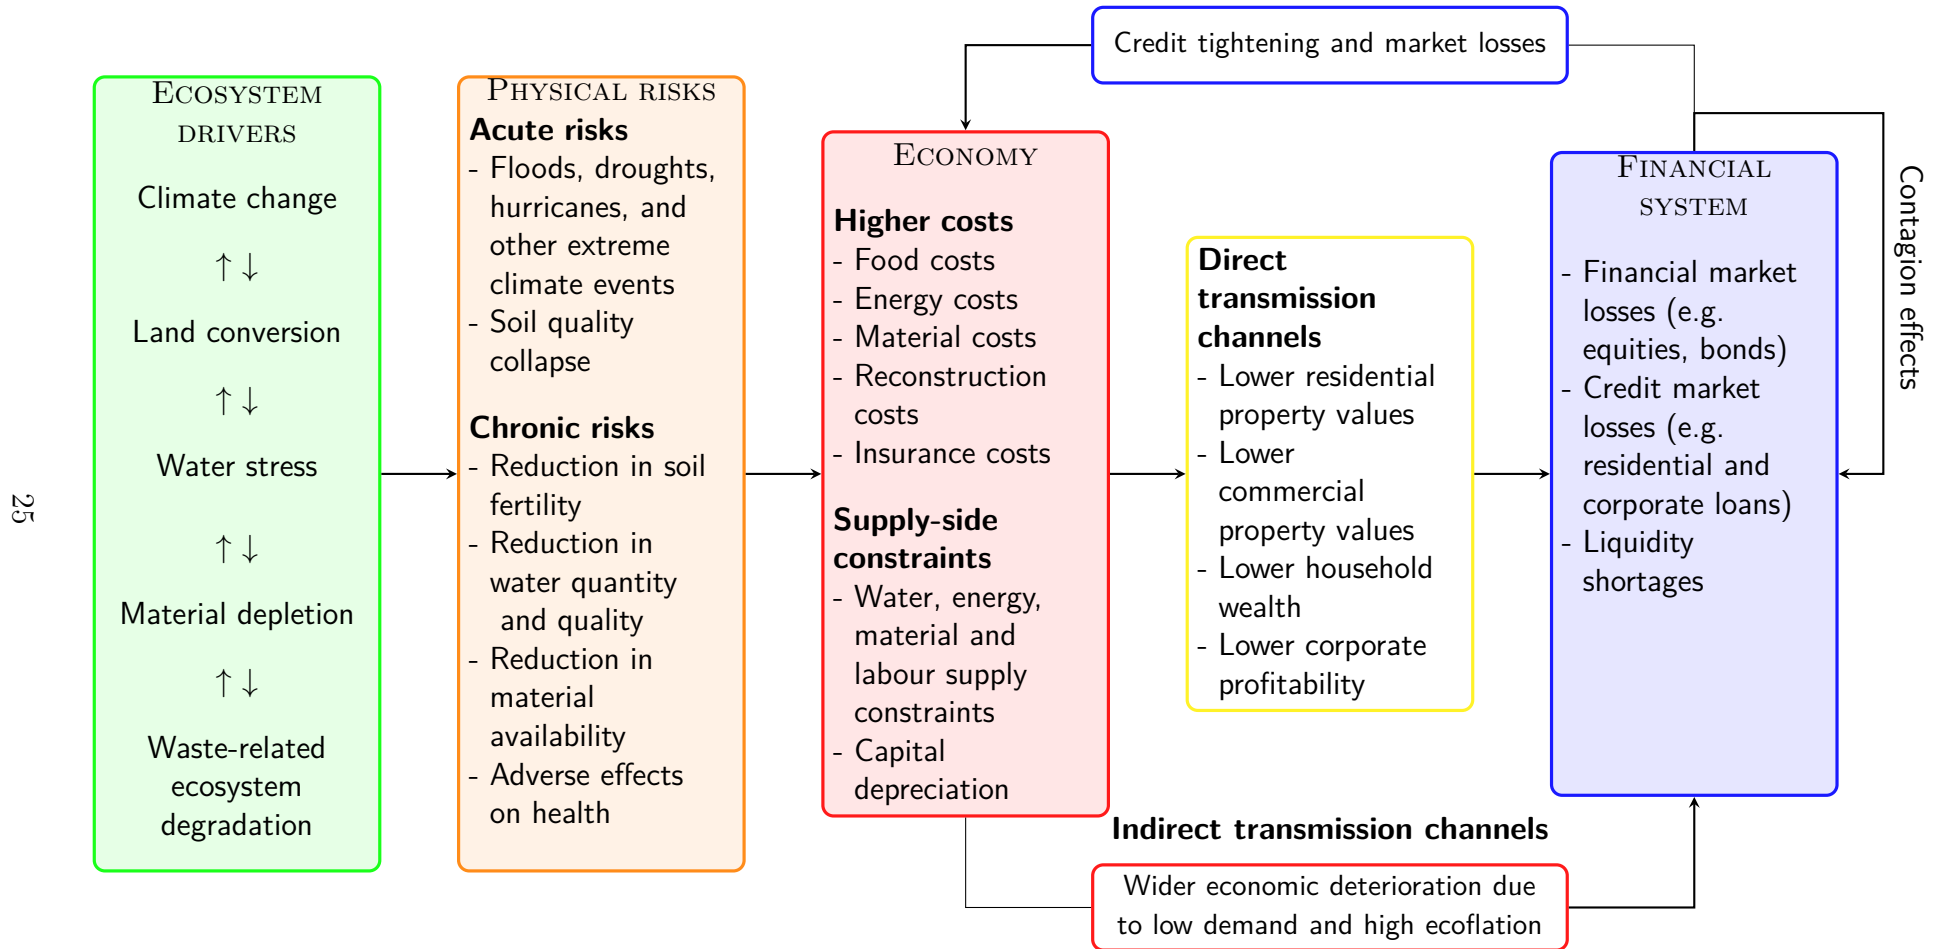 25
ECOSYSTEM
DRIVERS
Climate change
↑↓
Land conversion
↑↓
Water stress
↑↓
Material depletion
↑↓
Waste-related
ecosystem
degradation
PHYSICAL RISKS
Acute risks
- Floods, droughts,
hurricanes, and
other extreme
climate events
- Soil quality
collapse
Chronic risks
- Reduction in soil
fertility
- Reduction in
water quantity
and quality
- Reduction in
material
availability
- Adverse effects
on health
ECONOMY
Higher costs
- Food costs
- Energy costs
- Material costs
- Reconstruction
costs
- Insurance costs
Supply-side
constraints
- Water, energy,
material and
labour supply
constraints
- Capital
depreciation
Credit tightening and market losses
Direct
transmission
channels
- Lower residential
property values
- Lower
commercial
property values
- Lower household
wealth
- Lower corporate
profitability
Indirect transmission channels
Wider economic deterioration due
to low demand and high ecoflation
FINANCIAL
SYSTEM
- Financial market
losses (e.g.
equities, bonds)
- Credit market
losses (e.g.
residential and
corporate loans)
- Liquidity
shortages
Contagion effects